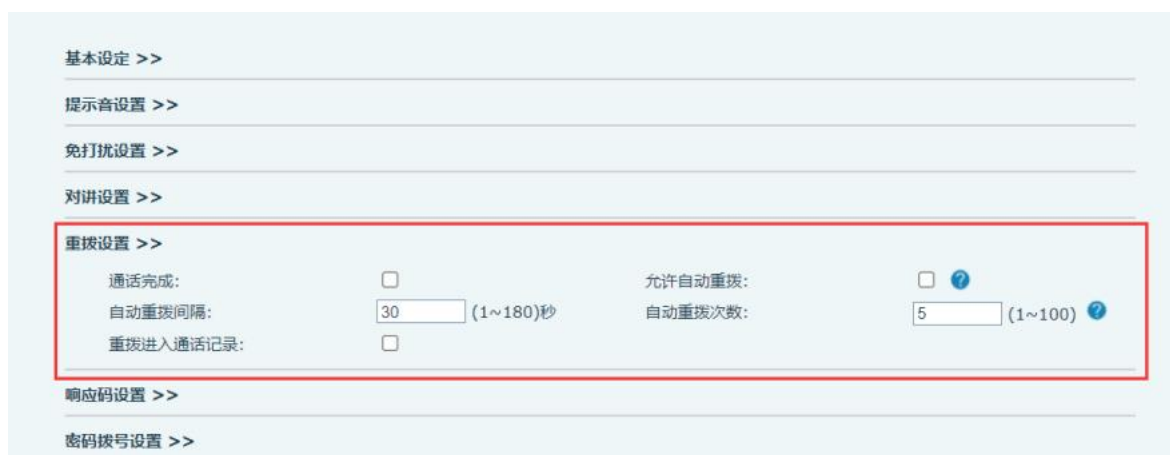 基本设定 >>
提示音设置 >>
免打扰设置 >>
对讲设置 >>
重拨设置 >>
通话完成: 允许自动重拨: ?
自动重拨间隔: 30 (1~180)秒 自动重拨次数: 5 (1~100) ?
重拨进入通话记录:
响应码设置 >>
密码拨号设置 >>